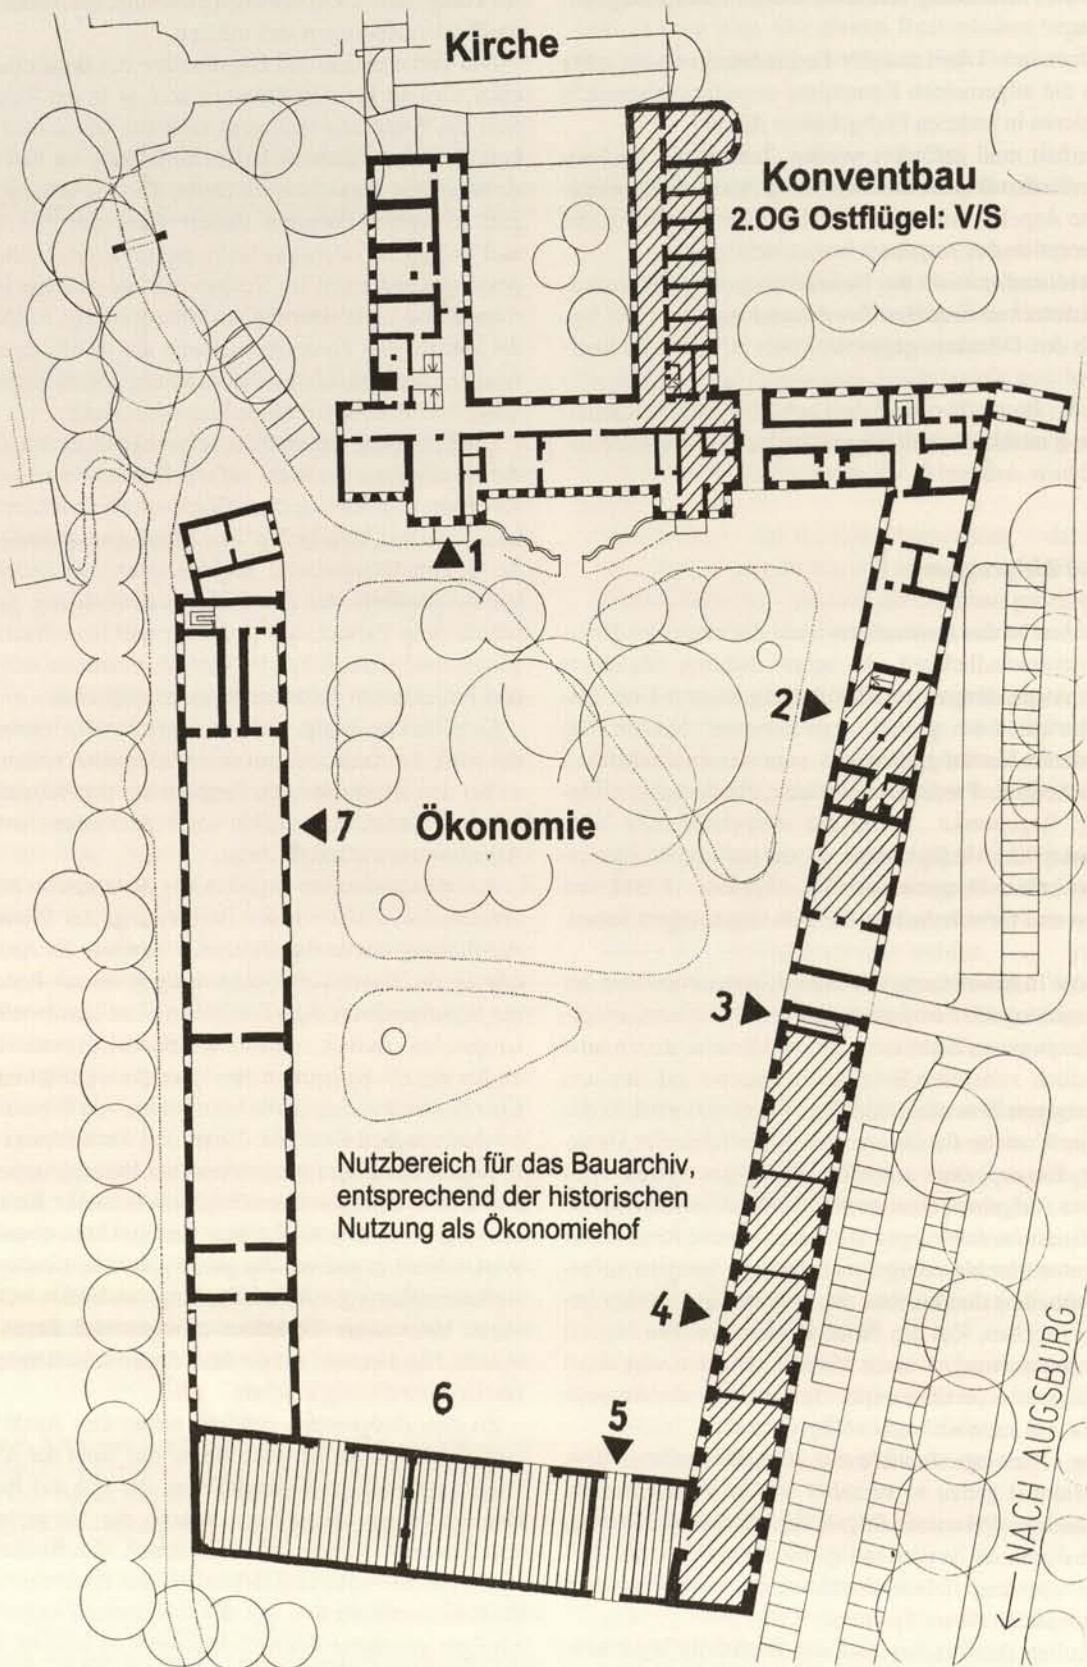 Kirche
Konventbau
2.OG Ostflügel: V/S
1
2
7
Ökonomie
3
Nutzbereich für das Bauarchiv,
entsprechend der historischen
Nutzung als Ökonomiehof
4
6
5
NACH AUGSBURG